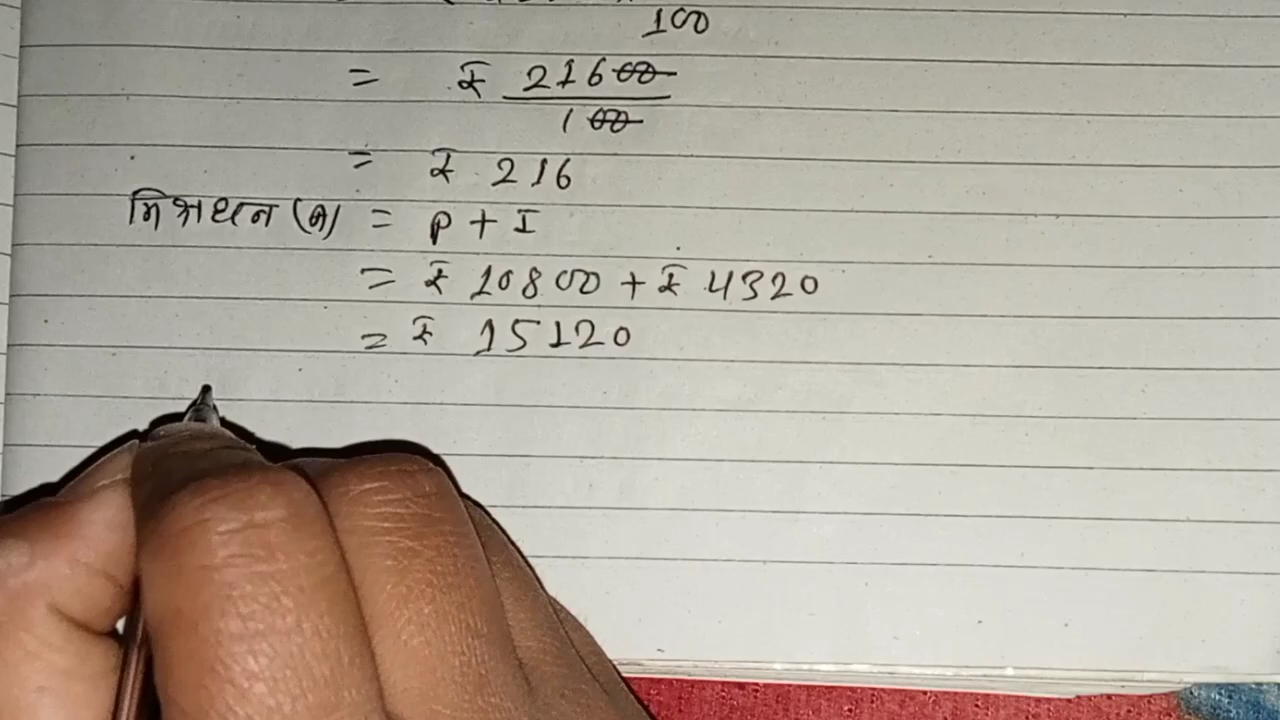 100
= ₹ 21600
100
= ₹ 216
मिश्रधन (A) = P + I
= ₹ 10800 + ₹ 4320
= ₹ 15120